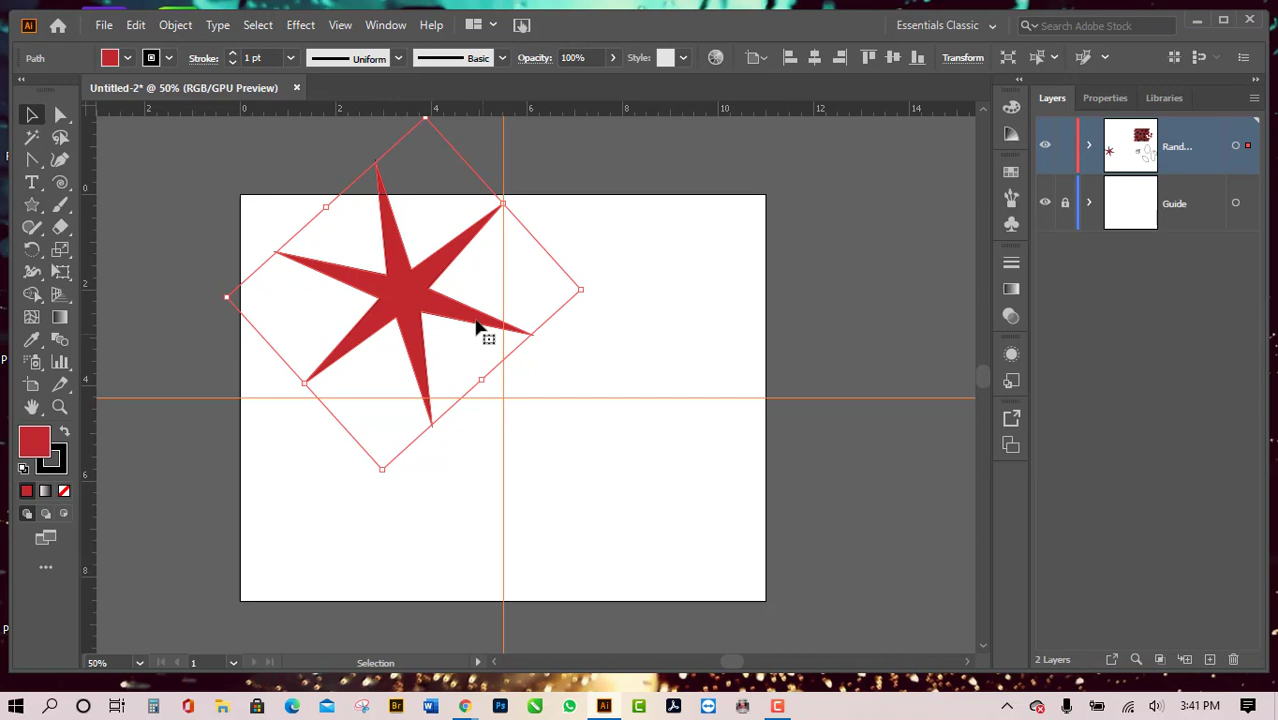 Ai File Edit Object Type Select Effect View Window Help Essentials Classic Search Adobe Stock
Path Stroke: 1 pt Uniform Basic Opacity: 100% Style: Transform
Untitled-2* @ 50% (RGB/GPU Preview)
Layers Properties Libraries
2 0 2 4 6 8 10 12 14
0
2
4
6
8
Rand...
Guide
50% 1 Selection
2 Layers
Br Ps Ai
3:41 PM